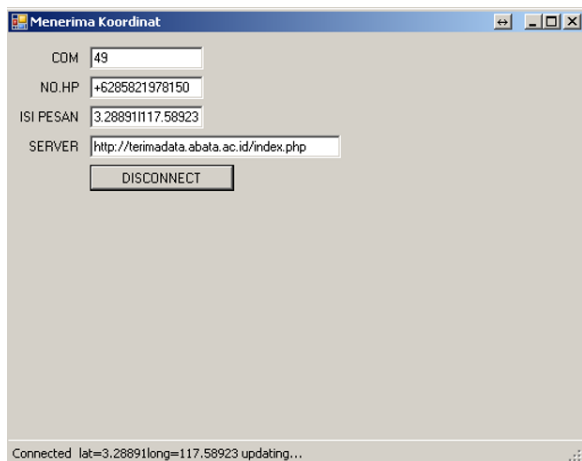 Menerima Koordinat
COM 49
NO.HP +6285821978150
ISI PESAN 3.28891l117.58923
SERVER http://terimadata.abata.ac.id/index.php
DISCONNECT
Connected lat=3.28891long=117.58923 updating...